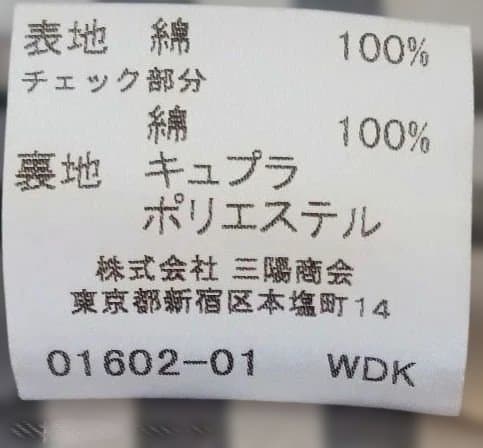 表地 綿 100%
チェック部分
綿 100%
裏地 キュプラ
ポリエステル
株式会社 三陽商会
東京都新宿区本塩町14
01602-01 WDK